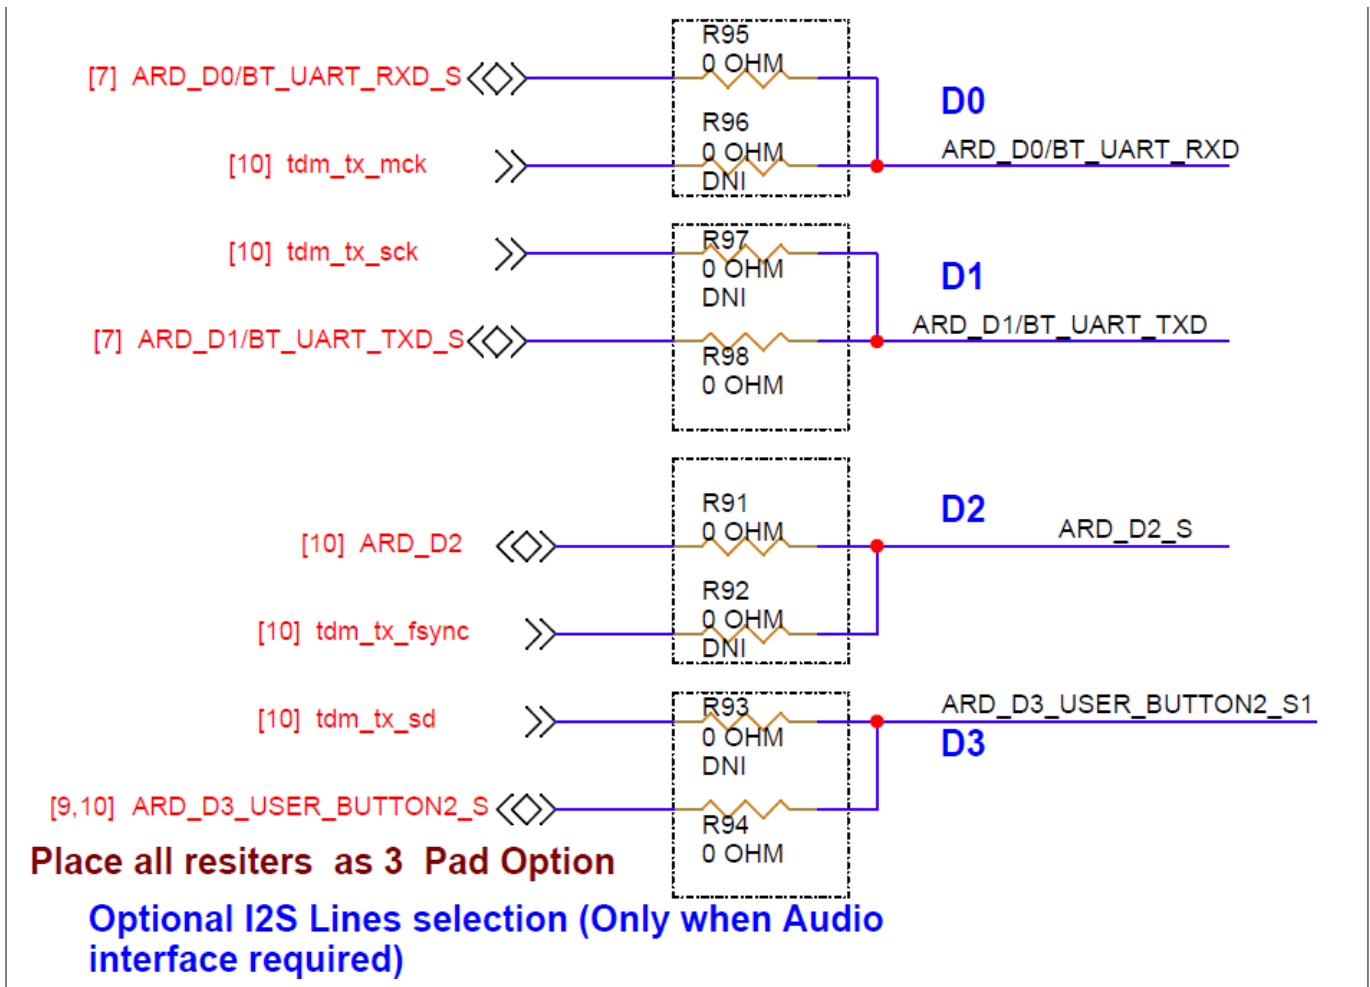 R95
0 OHM
[7] ARD_D0/BT_UART_RXD_S
D0
R96
0 OHM
DNI
[10] tdm_tx_mck
ARD_D0/BT_UART_RXD
R97
0 OHM
DNI
[10] tdm_tx_sck
D1
ARD_D1/BT_UART_TXD
[7] ARD_D1/BT_UART_TXD_S
R98
0 OHM
R91
0 OHM
D2
ARD_D2_S
[10] ARD_D2
R92
0 OHM
DNI
[10] tdm_tx_fsync
R93
0 OHM
DNI
[10] tdm_tx_sd
ARD_D3_USER_BUTTON2_S1
D3
[9,10] ARD_D3_USER_BUTTON2_S
R94
0 OHM
Place all resiters as 3 Pad Option
Optional I2S Lines selection (Only when Audio
interface required)